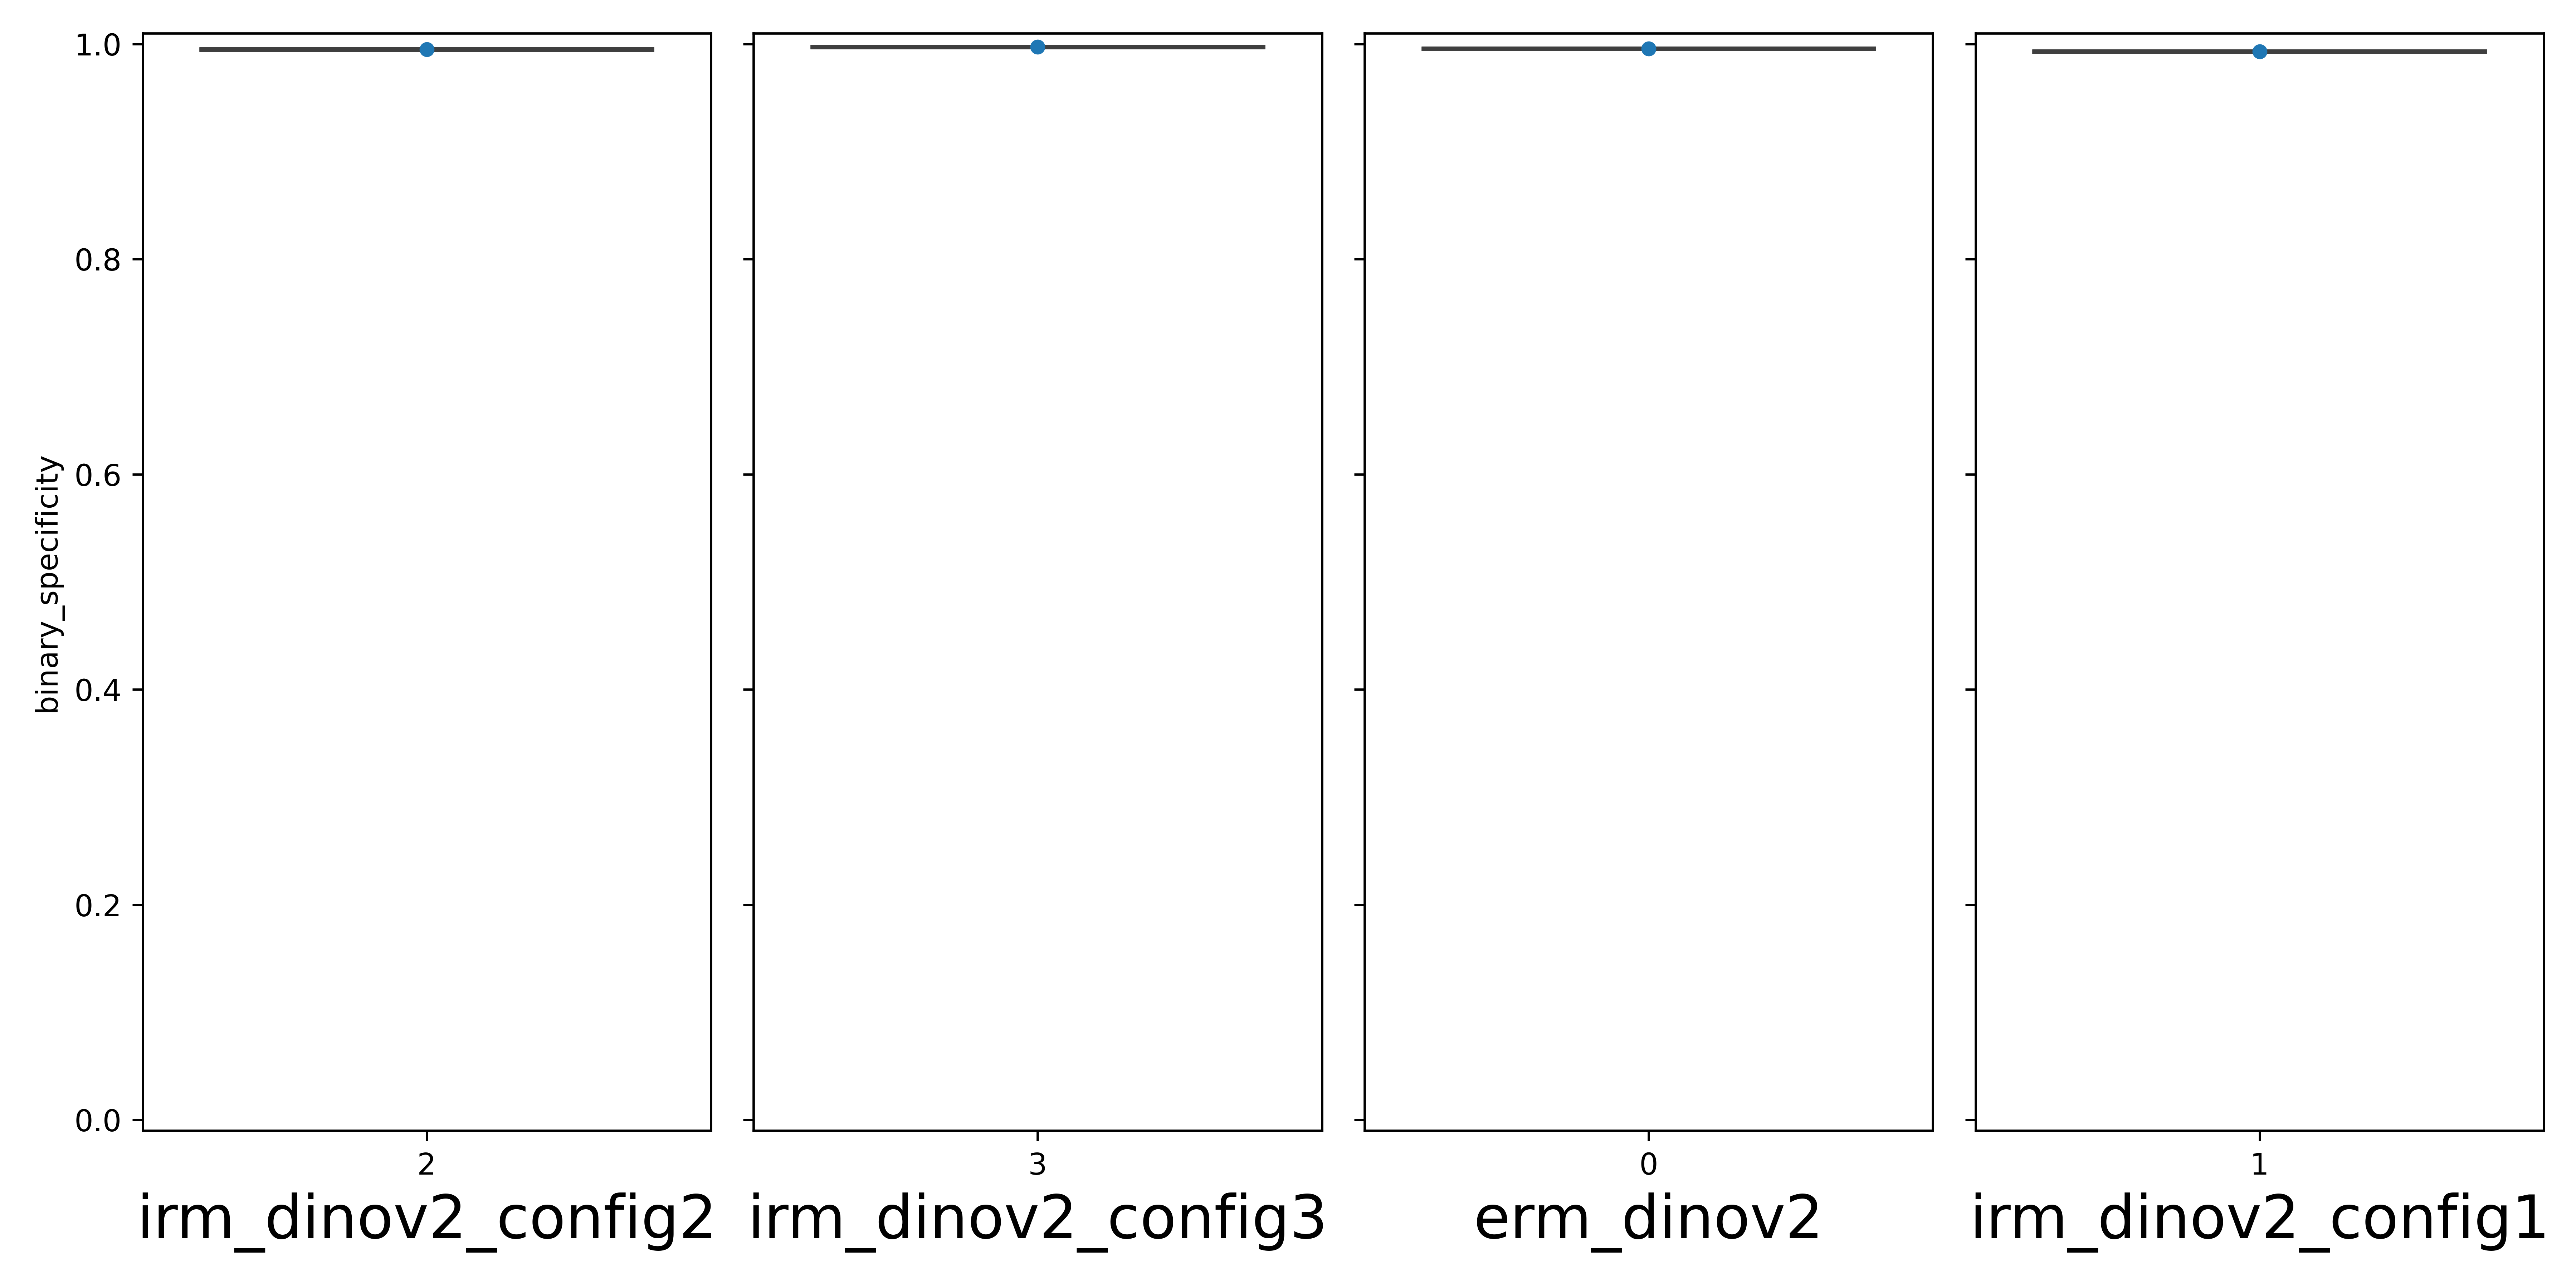 binary_specificity
1.0
0.8
0.6
0.4
0.2
0.0
2
3
0
1
irm_dinov2_config2
irm_dinov2_config3
erm_dinov2
irm_dinov2_config1